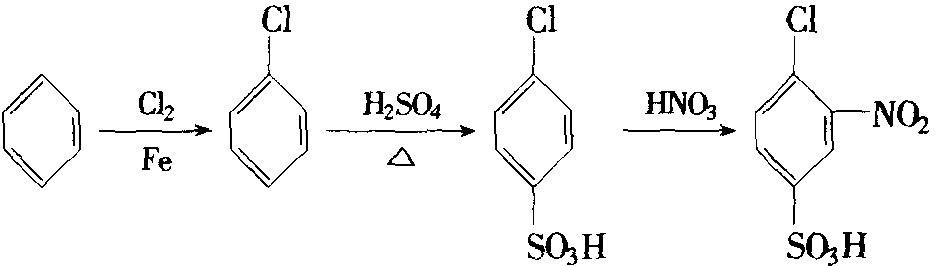 Cl
Cl
Cl
Cl₂
Fe
H₂SO₄
△
HNO₃
NO₂
SO₃H
SO₃H